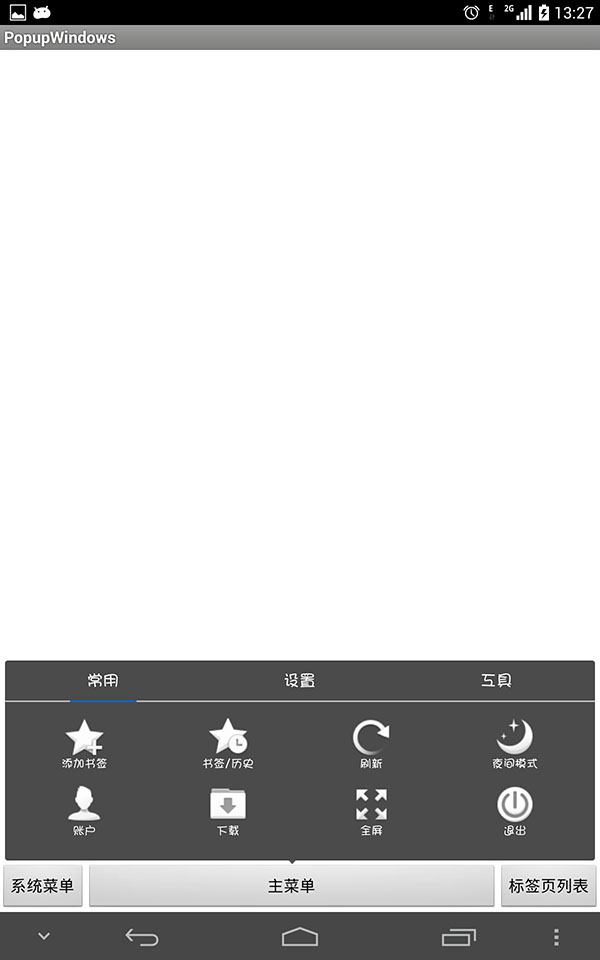 E 2G 13:27
PopupWindows
常用 设置 工具
添加书签 书签/历史 刷新 夜间模式
账户 下载 全屏 退出
系统菜单 主菜单 标签页列表